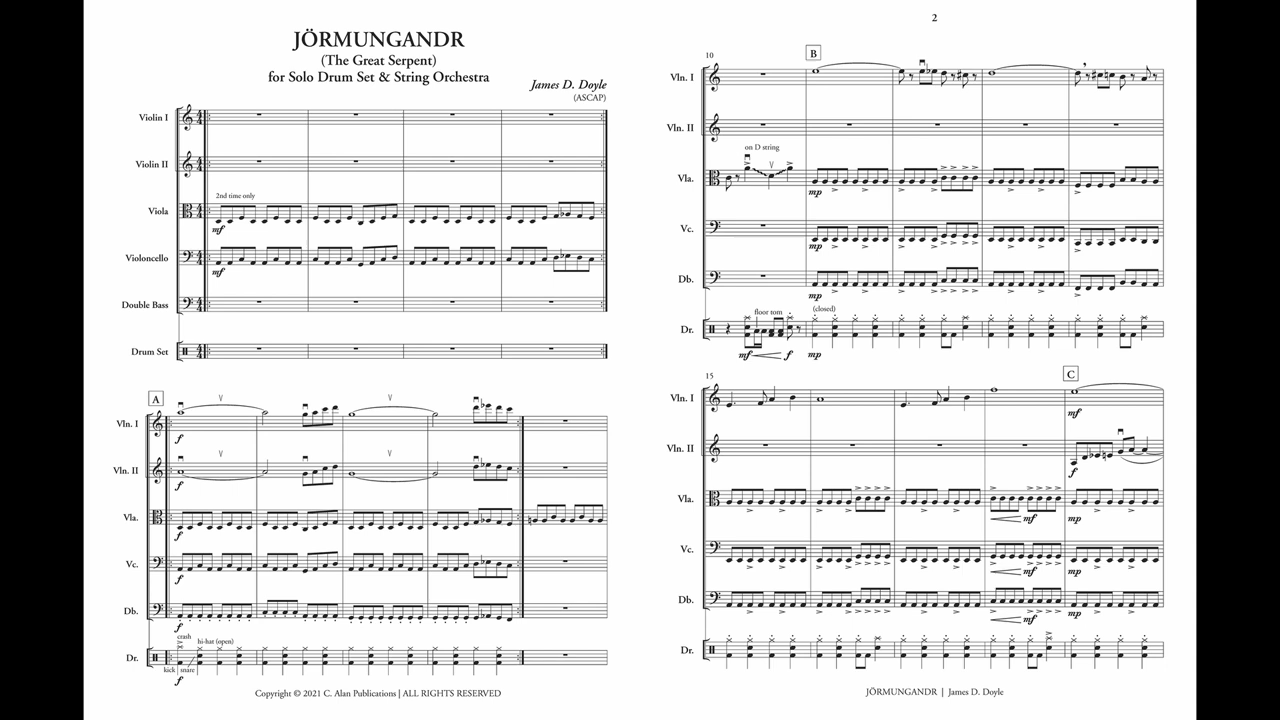 JÖRMUNGANDR
(The Great Serpent)
for Solo Drum Set & String Orchestra
James D. Doyle
(ASCAP)
Violin I
Violin II
2nd time only
Viola
mf
Violoncello
mf
Double Bass
Drum Set
A
Vln. I
f
Vln. II
f
Vla.
Vc.
f
Db.
f
crash
hi-hat (open)
Dr.
kick
snare
f
Copyright © 2021 C. Alan Publications | ALL RIGHTS RESERVED
2
10
B
Vln. I
Vln. II
on D string
Vla.
mp
Vc.
mp
Db.
mp
floor tom
(closed)
Dr.
mf f mp
15
C
Vln. I
mf
Vln. II
f
Vla.
mf mp
Vc.
mf mp
Db.
mf
Dr.
JÖRMUNGANDR | James D. Doyle